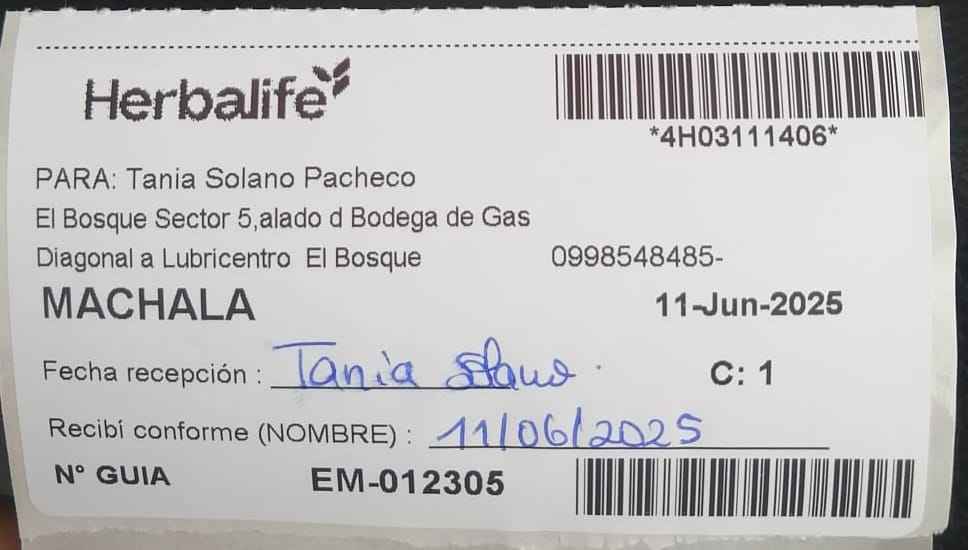 Herbalife
*4H03111406*
PARA: Tania Solano Pacheco
El Bosque Sector 5,alado d Bodega de Gas
Diagonal a Lubricentro El Bosque 0998548485-
MACHALA 11-Jun-2025
Fecha recepción : Tania Solano. C: 1
Recibí conforme (NOMBRE) : 11/06/2025
N° GUIA EM-012305